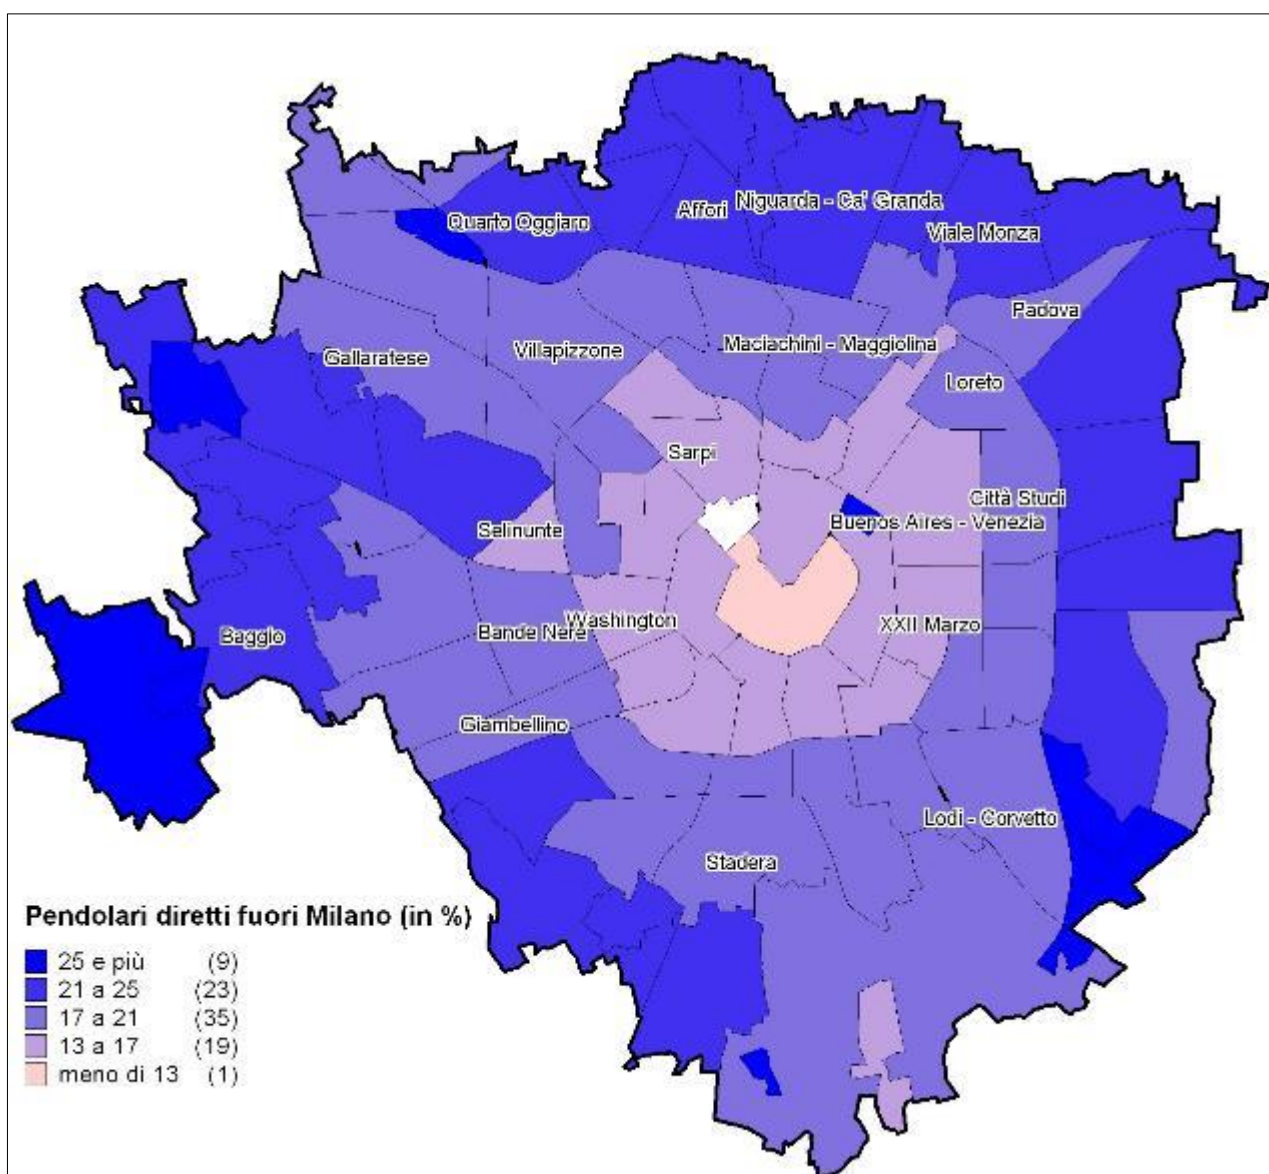 Niguarda - Ca' Granda
Affori
Quarto Oggiaro
Viale Monza
Padova
Maciachini - Maggiolina
Villapizzone
Gallaratese
Loreto
Sarpi
Città Studi
Selinunte
Buenos Aires - Venezia
Washington
XXII Marzo
Bande Nere
Baggio
Giambellino
Lodi - Corvetto
Stadera
Pendolari diretti fuori Milano (in %)
25 e più (9)
21 a 25 (23)
17 a 21 (35)
13 a 17 (19)
meno di 13 (1)